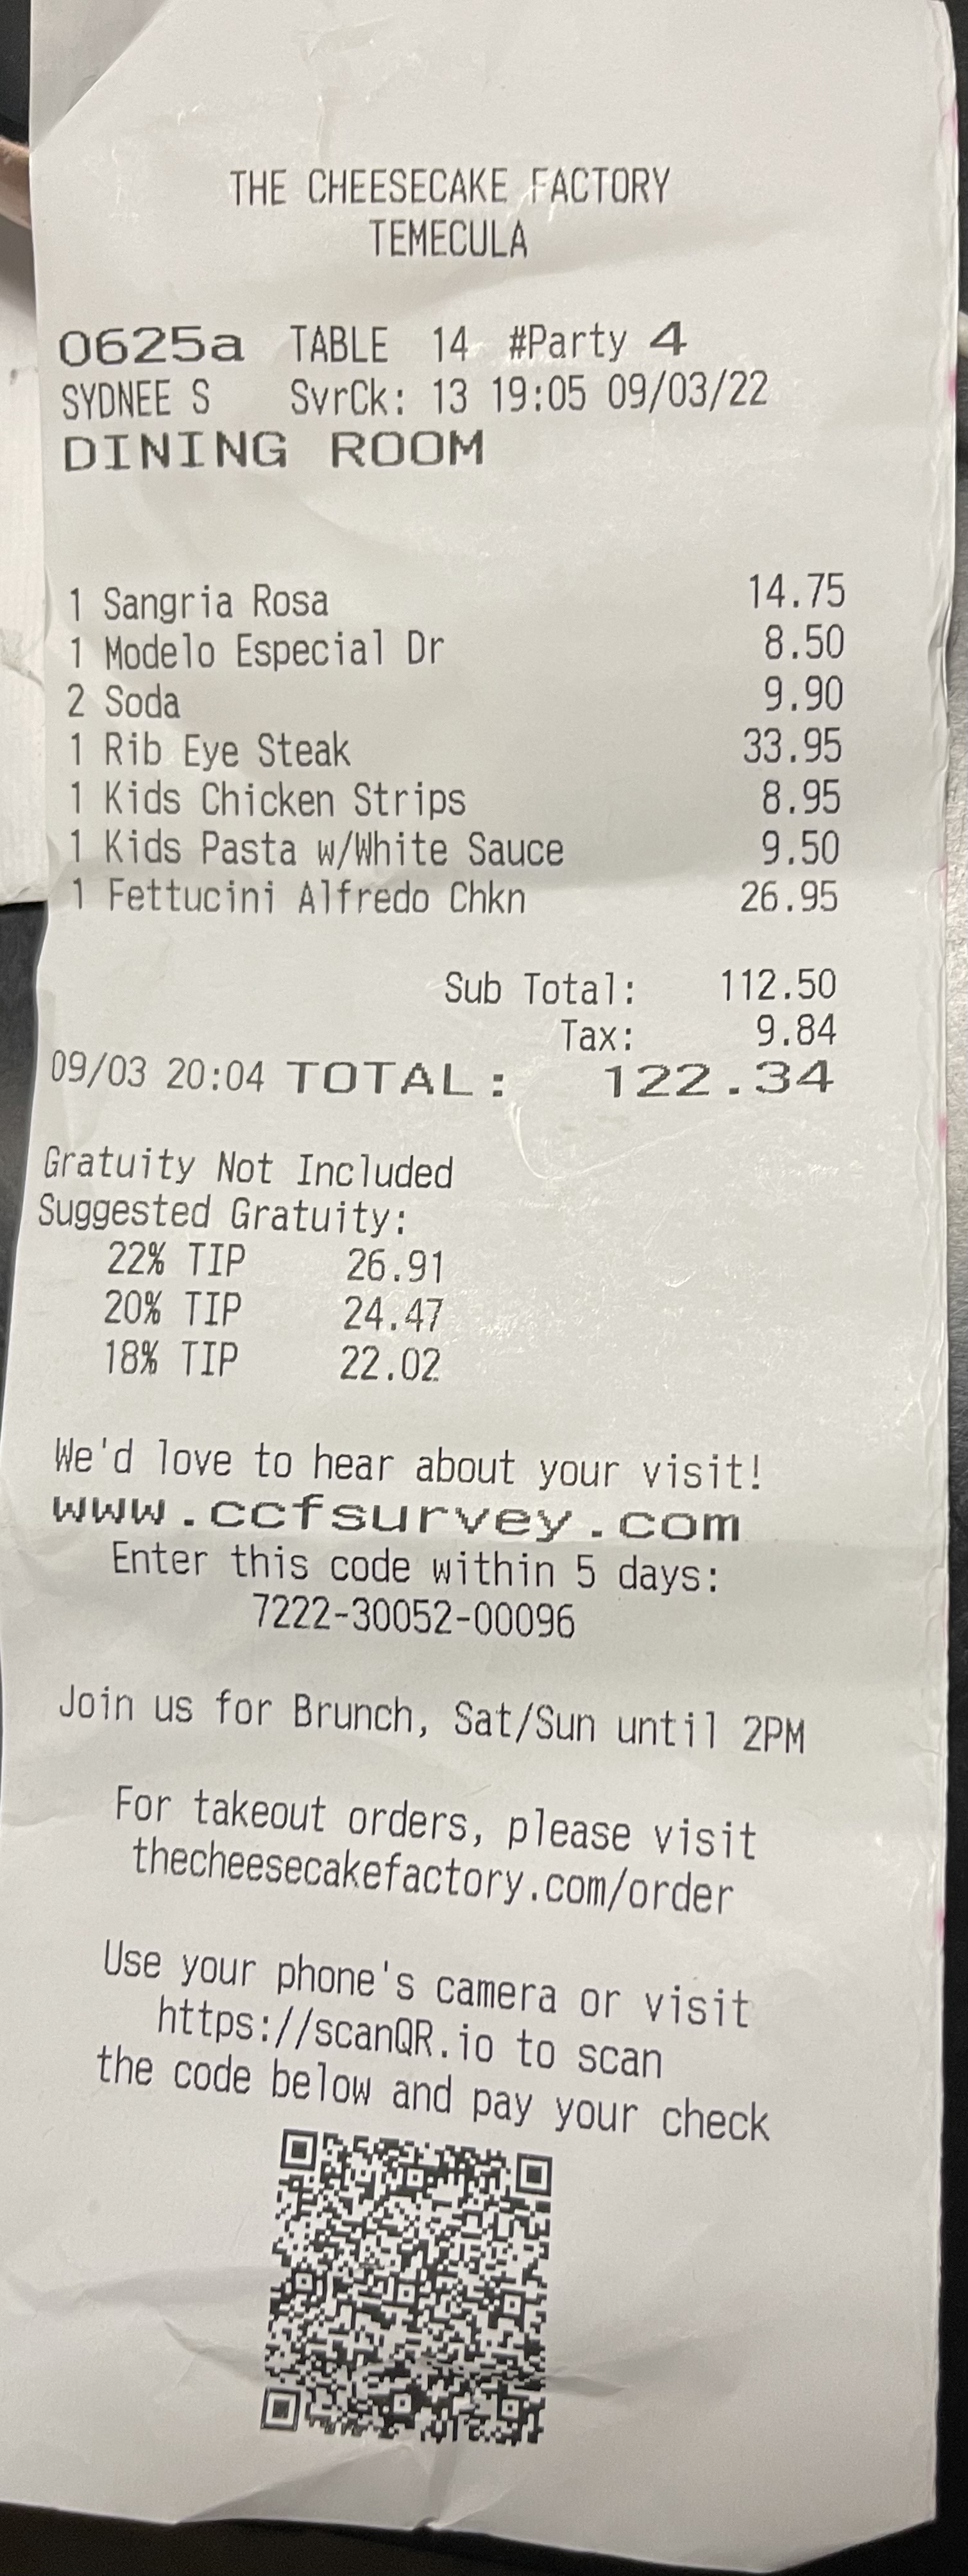 THE CHEESECAKE FACTORY
TEMECULA
0625a TABLE 14 #Party 4
SYDNEE S SvrCk: 13 19:05 09/03/22
DINING ROOM
1 Sangria Rosa 14.75
1 Modelo Especial Dr 8.50
2 Soda 9.90
1 Rib Eye Steak 33.95
1 Kids Chicken Strips 8.95
1 Kids Pasta w/White Sauce 9.50
1 Fettucini Alfredo Chkn 26.95
Sub Total: 112.50
Tax: 9.84
09/03 20:04 TOTAL: 122.34
Gratuity Not Included
Suggested Gratuity:
22% TIP 26.91
20% TIP 24.47
18% TIP 22.02
We'd love to hear about your visit!
www.ccfsurvey.com
Enter this code within 5 days:
7222-30052-00096
Join us for Brunch, Sat/Sun until 2PM
For takeout orders, please visit
thecheesecakefactory.com/order
Use your phone's camera or visit
https://scanQR.io to scan
the code below and pay your check